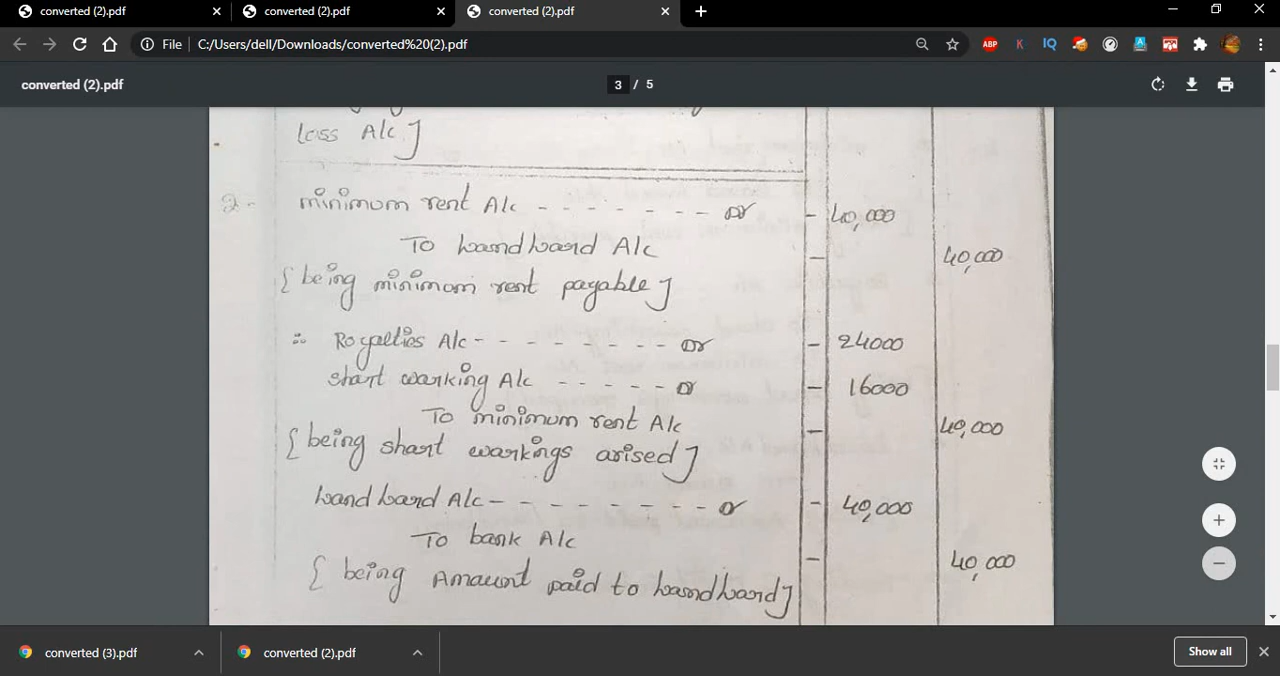 converted (2).pdf
converted (2).pdf
converted (2).pdf
File C:/Users/dell/Downloads/converted%20(2).pdf
ABP K IQ
converted (2).pdf
3 / 5
loss A/c]
2-
minimum rent A/c - - - - - - - Dr - 40,000
To landlord A/c - 40,000
{being minimum rent payable]
∴ Royalties A/c - - - - - - - - Dr - 24000
short working A/c - - - - - Dr - 16000
To minimum rent A/c - 40,000
{being short workings arised]
landlord A/c - - - - - - - - Dr - 40,000
To bank A/c - 40,000
{being Amount paid to landlord]
converted (3).pdf
converted (2).pdf
Show all